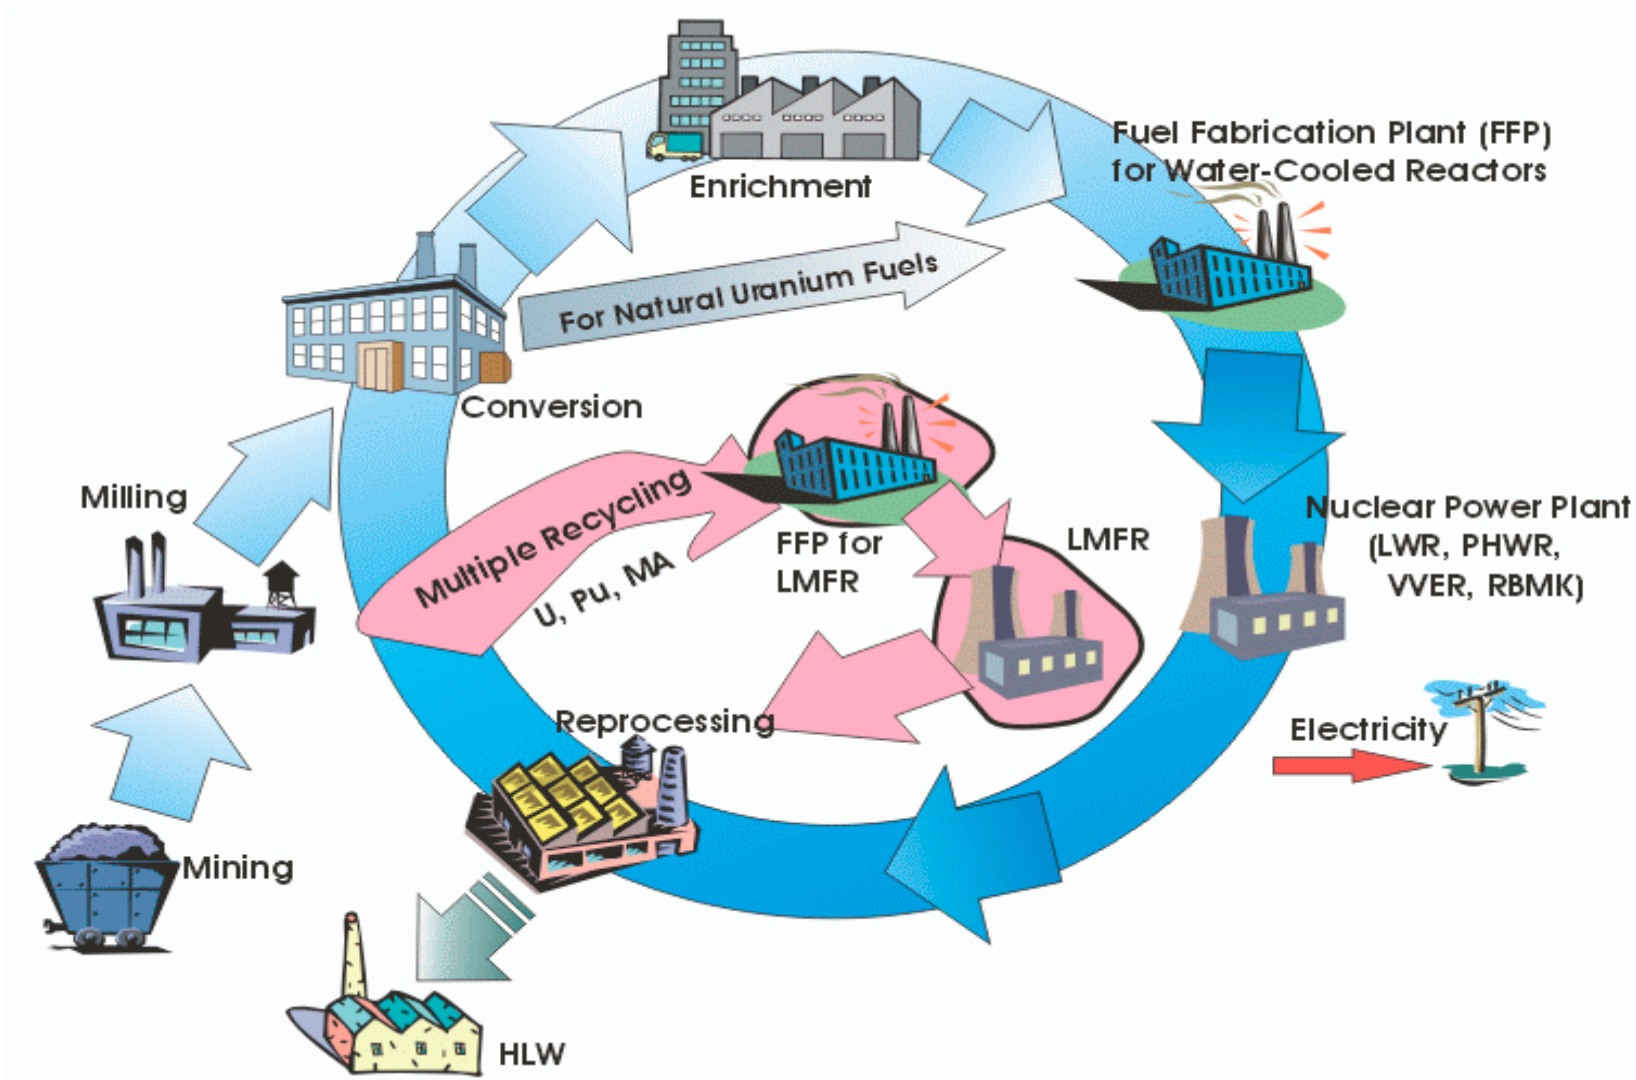 Fuel Fabrication Plant (FFP)
for Water-Cooled Reactors
Enrichment
For Natural Uranium Fuels
Conversion
Milling
Multiple Recycling
U, Pu, MA
FFP for
LMFR
LMFR
Nuclear Power Plant
(LWR, PHWR,
VVER, RBMK)
Reprocessing
Electricity
Mining
HLW